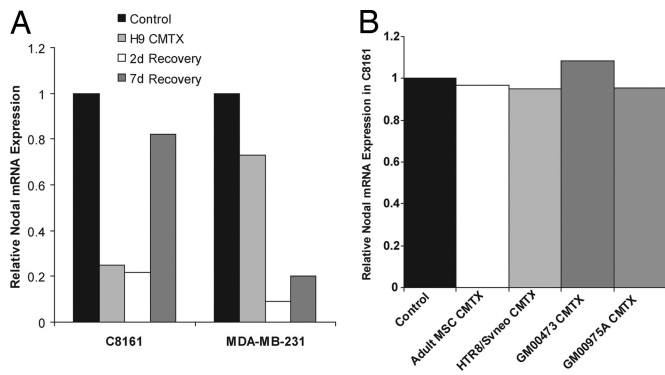 A
Control
H9 CMTX
2d Recovery
7d Recovery
Relative Nodal mRNA Expression
1.2
1
0.8
0.6
0.4
0.2
0
C8161
MDA-MB-231
B
Relative Nodal mRNA Expression in C8161
1.2
1
0.8
0.6
0.4
0.2
0
Control
Adult MSC CMTX
HTR8/Svneo CMTX
GM00473 CMTX
GM00975A CMTX